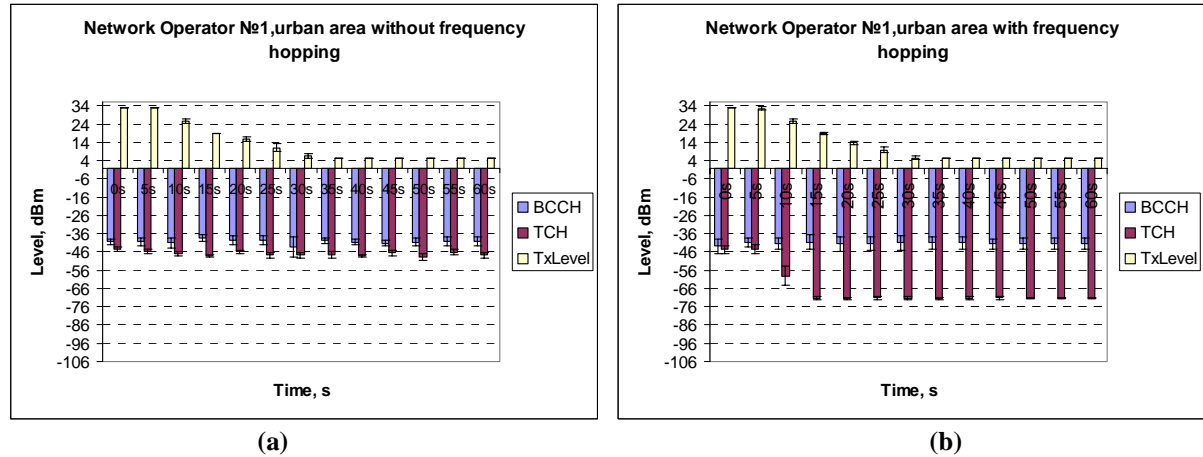 Network Operator №1,urban area without frequency
hopping
34
24
14
4
-6
-16
-26
-36
-46
-56
-66
-76
-86
-96
-106
Level, dBm
0s
5s
10s
15s
20s
25s
30s
35s
40s
45s
50s
55s
60s
Time, s
BCCH
TCH
TxLevel
(a)
Network Operator №1,urban area with frequency
hopping
34
24
14
4
-6
-16
-26
-36
-46
-56
-66
-76
-86
-96
-106
Level, dBm
0s
5s
10s
15s
20s
25s
30s
35s
40s
45s
50s
55s
60s
Time, s
BCCH
TCH
TxLevel
(b)